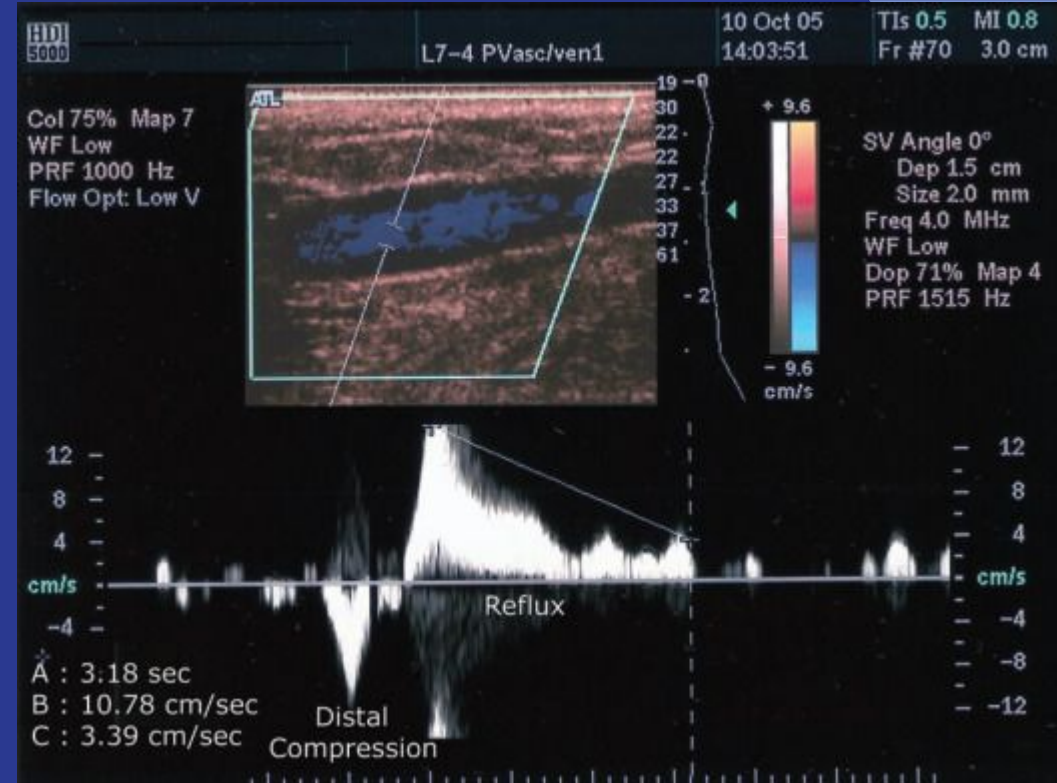 HDI
5000
L7-4 PVasc/ven1
10 Oct 05
14:03:51
TIs 0.5 MI 0.8
Fr #70 3.0 cm
Col 75% Map 7
WF Low
PRF 1000 Hz
Flow Opt: Low V
ATL
19 -0
30
22
22
27 - 1
33
37
61
- 2
+ 9.6
- 9.6
cm/s
SV Angle 0°
Dep 1.5 cm
Size 2.0 mm
Freq 4.0 MHz
WF Low
Dop 71% Map 4
PRF 1515 Hz
12
8
4
cm/s
-4
12
8
4
cm/s
-4
-8
-12
Reflux
Distal
Compression
A : 3.18 sec
B : 10.78 cm/sec
C : 3.39 cm/sec